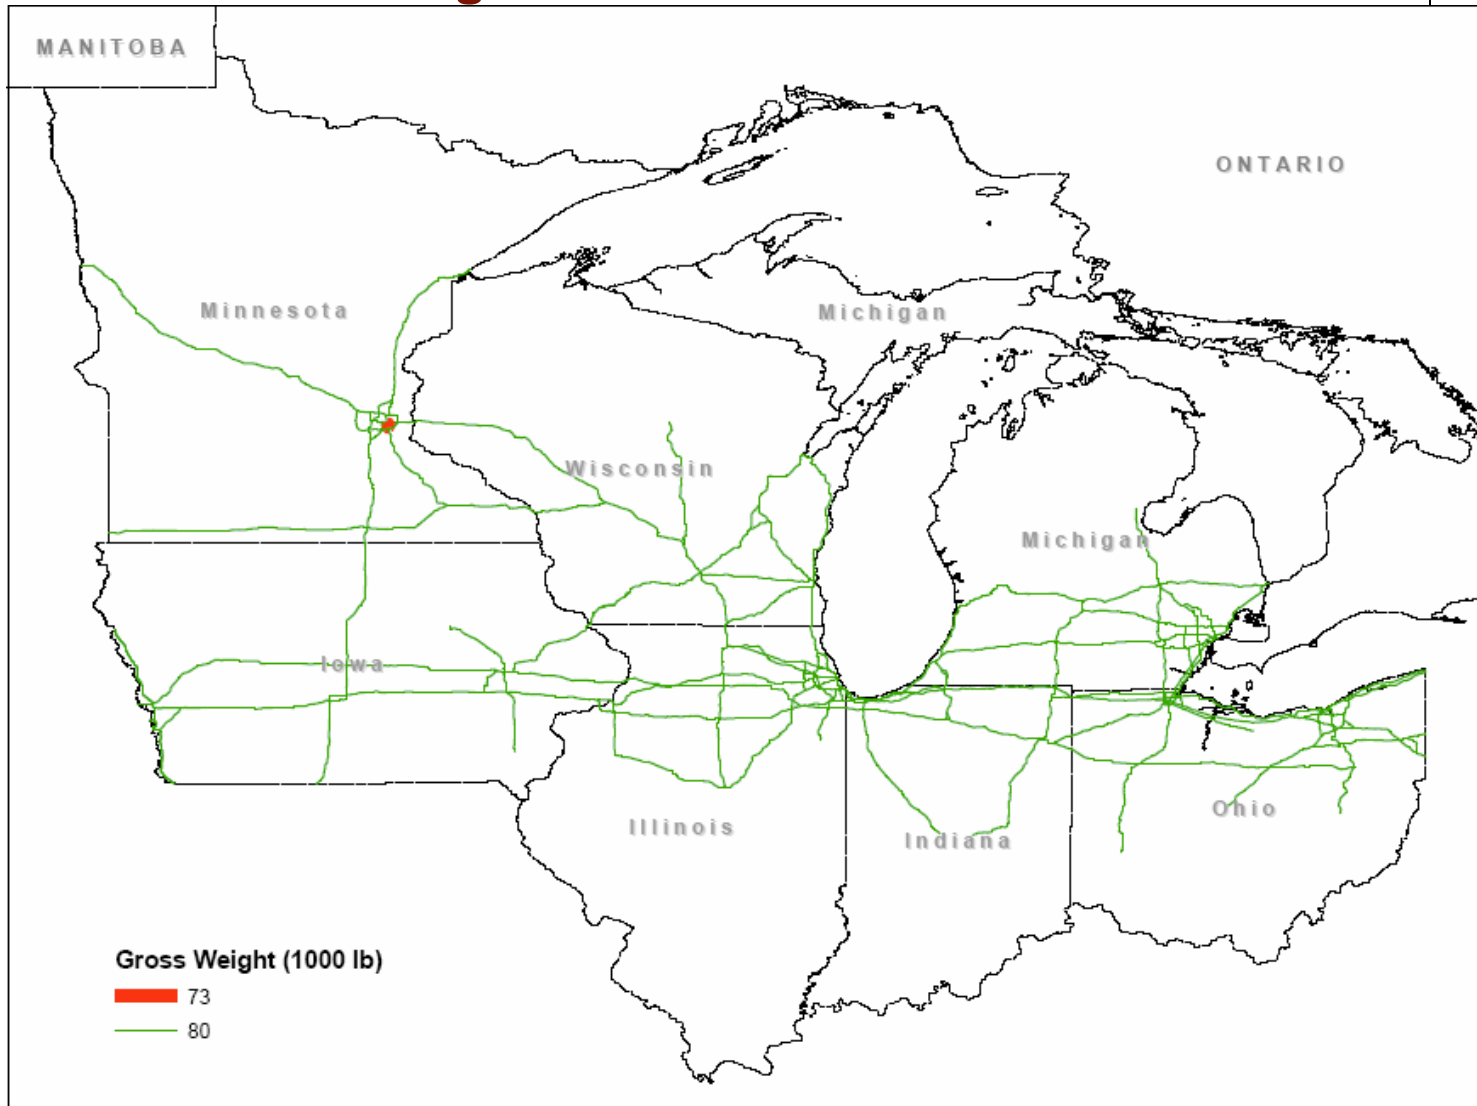 MANITOBA
ONTARIO
Minnesota
Michigan
Wisconsin
Michigan
Iowa
Illinois
Indiana
Ohio
Gross Weight (1000 lb)
73
80